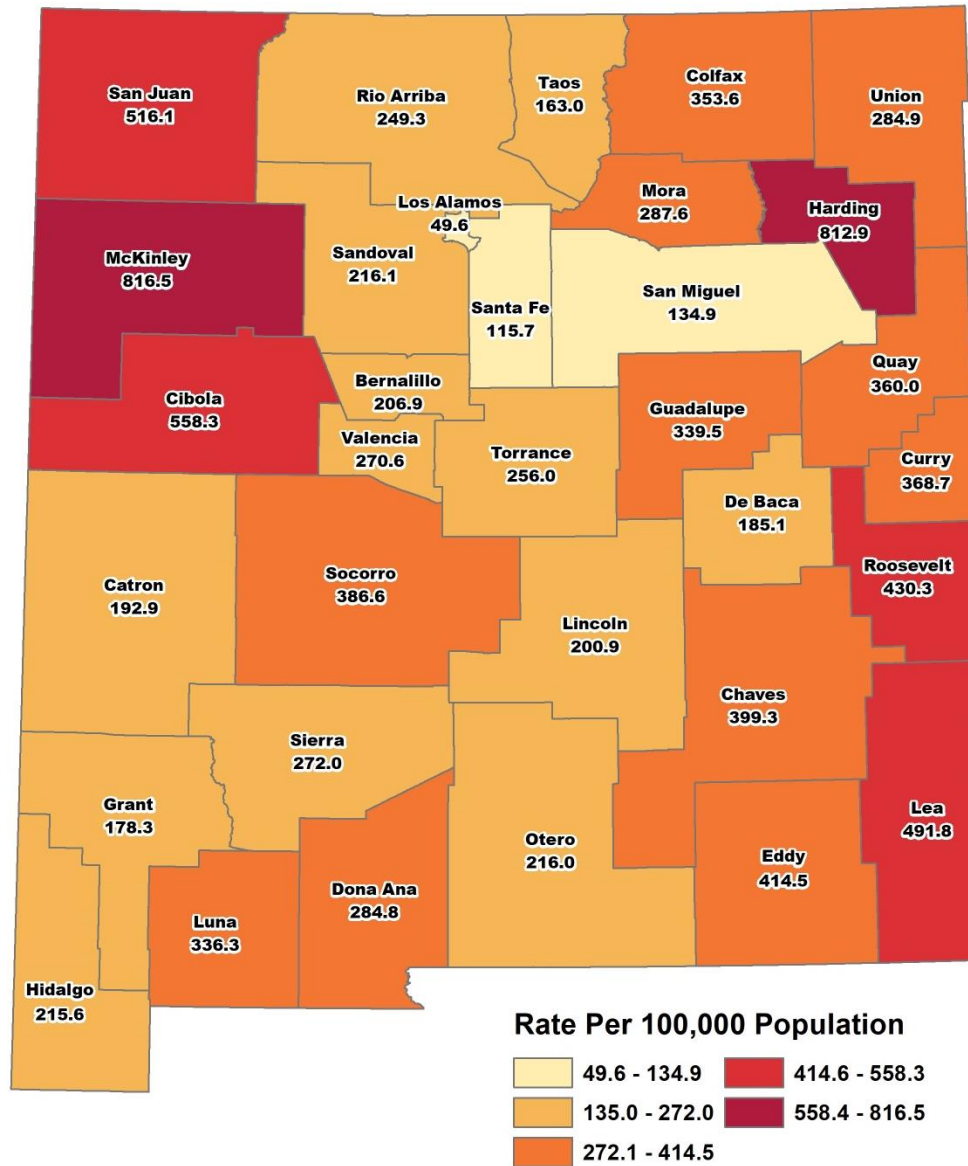 San Juan
516.1
Rio Arriba
249.3
Taos
163.0
Colfax
353.6
Union
284.9
Los Alamos
49.6
Mora
287.6
Harding
812.9
McKinley
816.5
Sandoval
216.1
Santa Fe
115.7
San Miguel
134.9
Quay
360.0
Cibola
558.3
Bernalillo
206.9
Valencia
270.6
Torrance
256.0
Guadalupe
339.5
Curry
368.7
De Baca
185.1
Catron
192.9
Socorro
386.6
Lincoln
200.9
Roosevelt
430.3
Chaves
399.3
Sierra
272.0
Grant
178.3
Otero
216.0
Lea
491.8
Eddy
414.5
Luna
336.3
Dona Ana
284.8
Hidalgo
215.6
Rate Per 100,000 Population
49.6 - 134.9
135.0 - 272.0
272.1 - 414.5
414.6 - 558.3
558.4 - 816.5